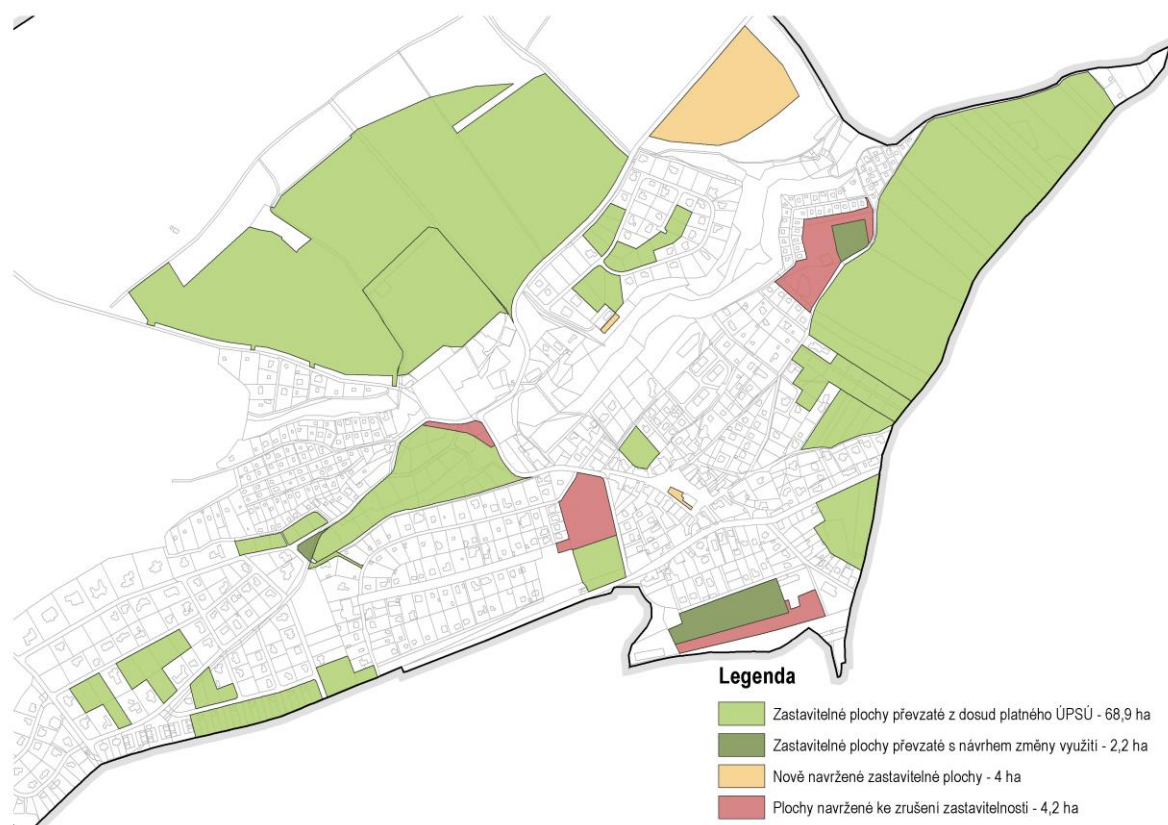 Legenda
Zastavitelné plochy převzaté z dosud platného ÚPSÚ - 68,9 ha
Zastavitelné plochy převzaté s návrhem změny využití - 2,2 ha
Nově navržené zastavitelné plochy - 4 ha
Plochy navržené ke zrušení zastavitelnosti - 4,2 ha